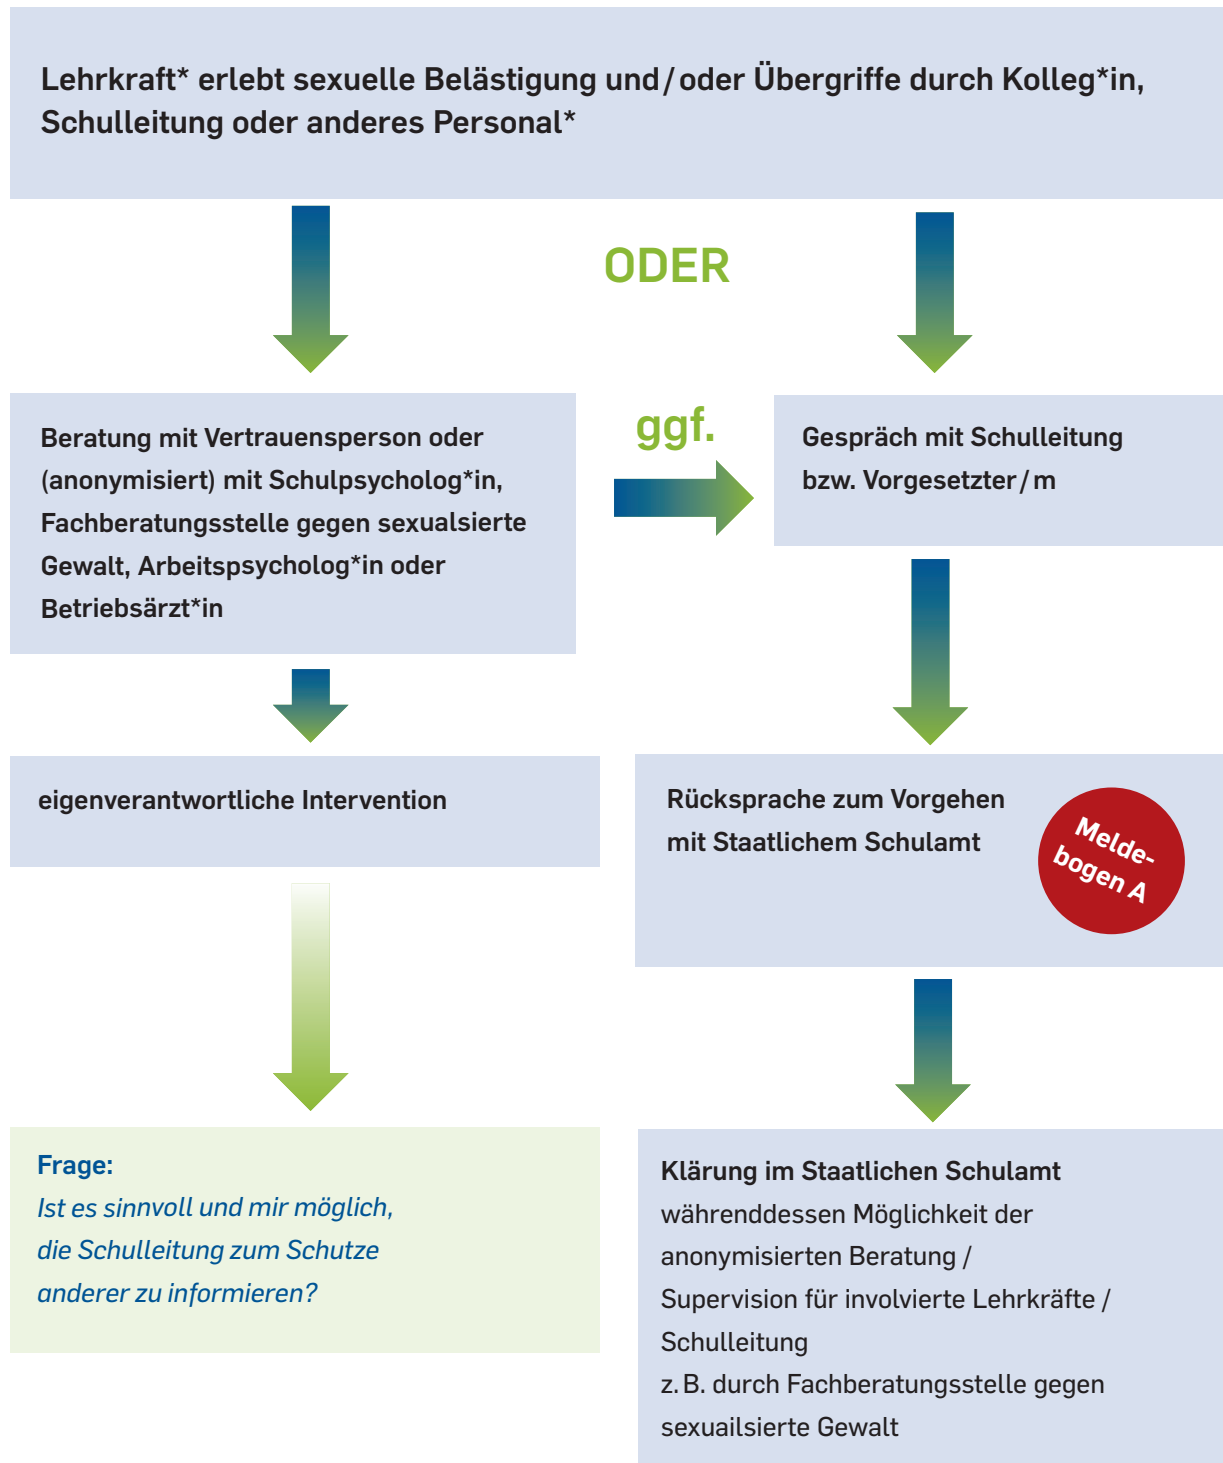 Lehrkraft* erlebt sexuelle Belästigung und/oder Übergriffe durch Kolleg*in,
Schulleitung oder anderes Personal*
ODER
Beratung mit Vertrauensperson oder
(anonymisiert) mit Schulpsycholog*in,
Fachberatungsstelle gegen sexualsierte
Gewalt, Arbeitspsycholog*in oder
Betriebsärzt*in
ggf.
Gespräch mit Schulleitung
bzw. Vorgesetzter/m
eigenverantwortliche Intervention
Rücksprache zum Vorgehen
mit Staatlichem Schulamt
Melde-
bogen A
Frage:
Ist es sinnvoll und mir möglich,
die Schulleitung zum Schutze
anderer zu informieren?
Klärung im Staatlichen Schulamt
währenddessen Möglichkeit der
anonymisierten Beratung /
Supervision für involvierte Lehrkräfte /
Schulleitung
z. B. durch Fachberatungsstelle gegen
sexuailsierte Gewalt